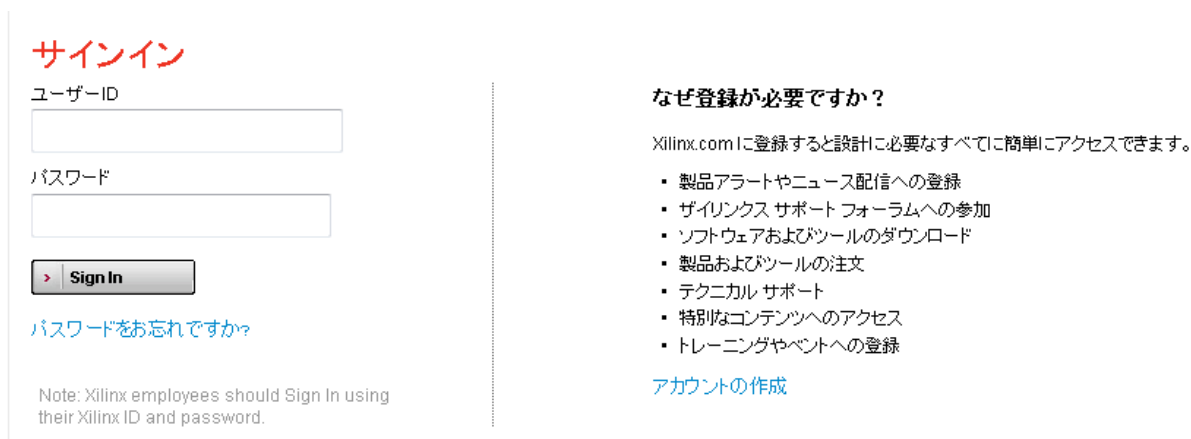 サインイン
ユーザーID
パスワード
Sign In
パスワードをお忘れですか?
Note: Xilinx employees should Sign In using
their Xilinx ID and password.
なぜ登録が必要ですか？
Xilinx.com に登録すると設計に必要なすべてに簡単にアクセスできます。
▪ 製品アラートやニュース配信への登録
▪ ザイリンクス サポート フォーラムへの参加
▪ ソフトウェアおよびツールのダウンロード
▪ 製品およびツールの注文
▪ テクニカル サポート
▪ 特別なコンテンツへのアクセス
▪ トレーニングやベントへの登録
アカウントの作成